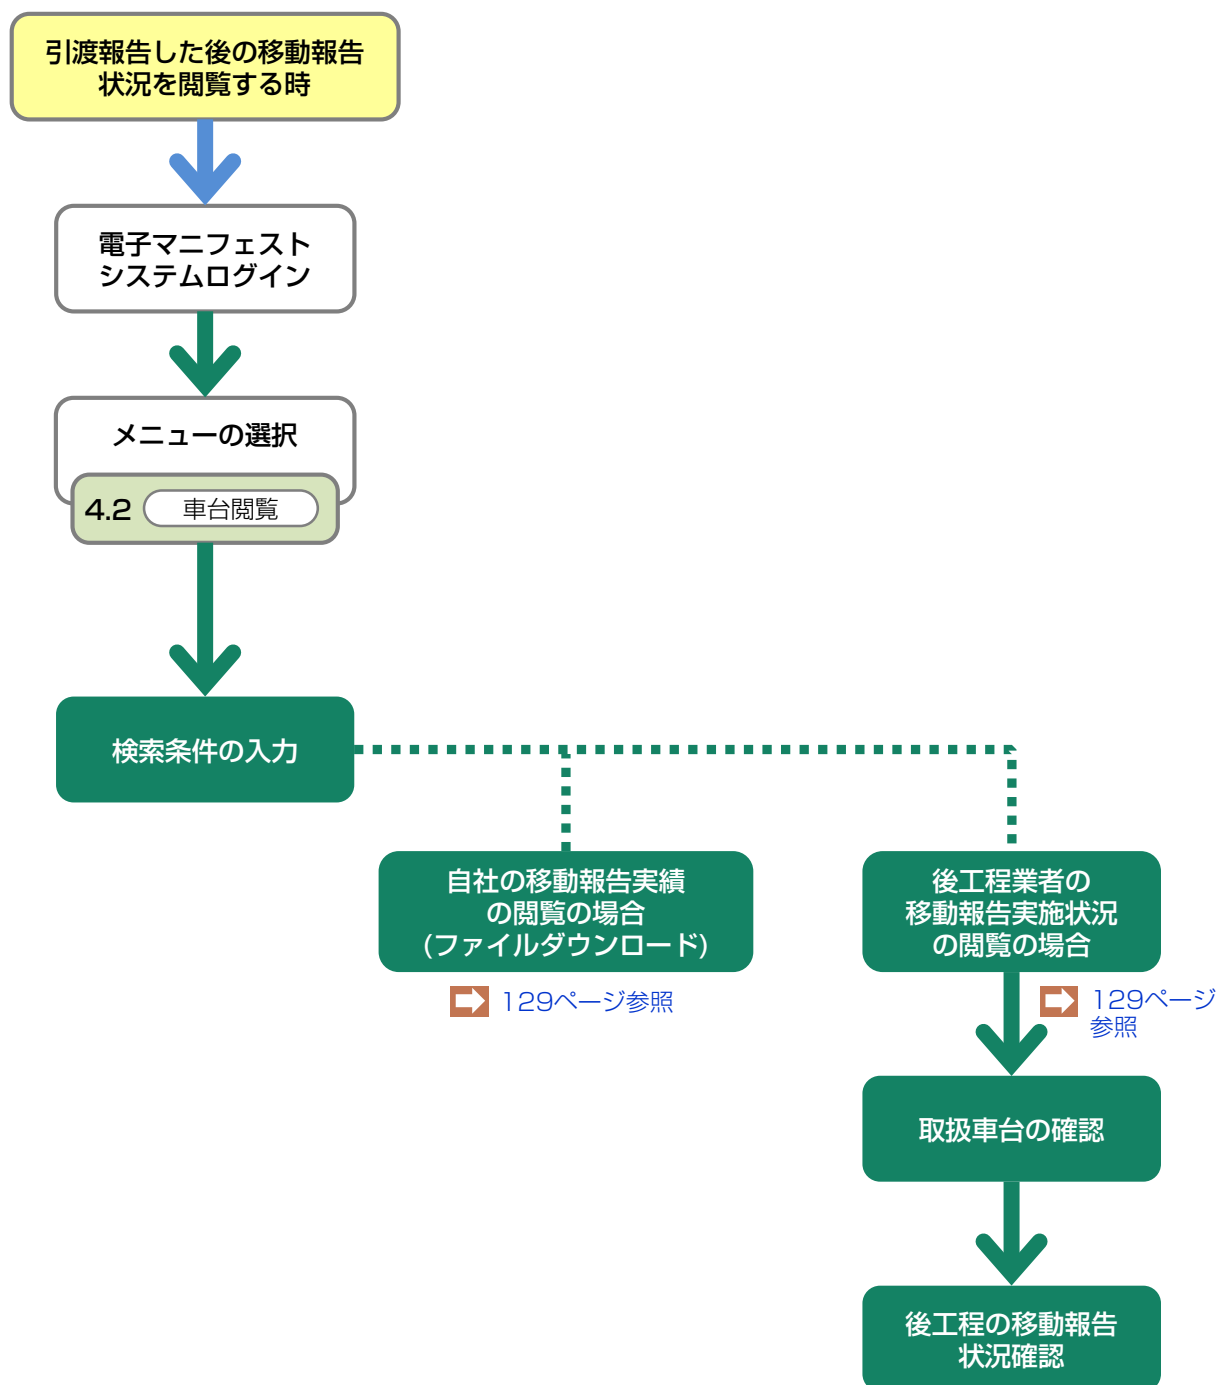 引渡報告した後の移動報告
状況を閲覧する時
電子マニフェスト
システムログイン
メニューの選択
4.2 車台閲覧
検索条件の入力
自社の移動報告実績
の閲覧の場合
(ファイルダウンロード)
129ページ参照
後工程業者の
移動報告実施状況
の閲覧の場合
129ページ
参照
取扱車台の確認
後工程の移動報告
状況確認